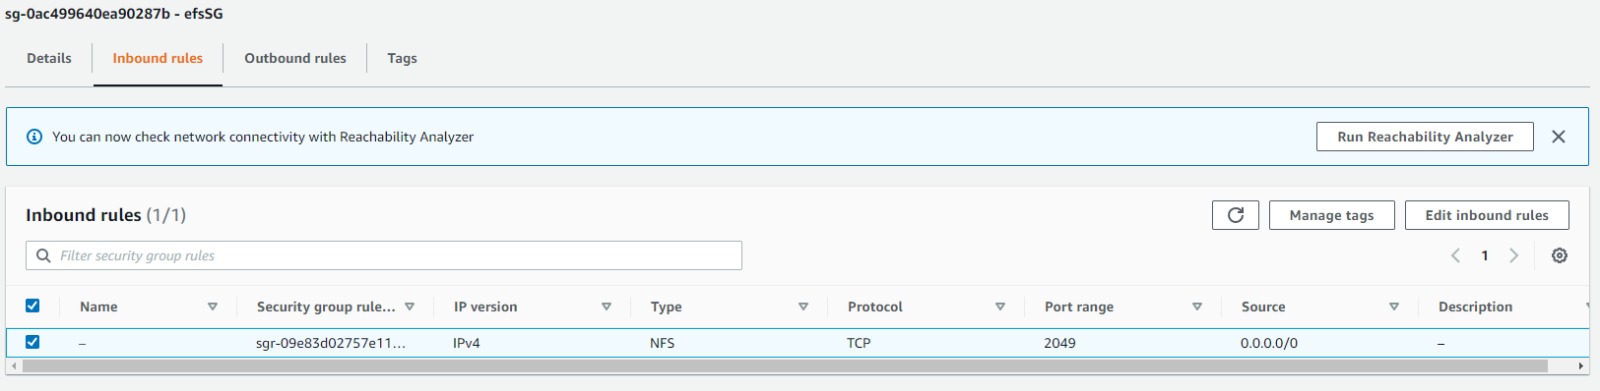 sg-0ac499640ea90287b - efsSG
Details Inbound rules Outbound rules Tags
You can now check network connectivity with Reachability Analyzer Run Reachability Analyzer
Inbound rules (1/1) Manage tags Edit inbound rules
Filter security group rules 1
Name Security group rule... IP version Type Protocol Port range Source Description
– sgr-09e83d02757e11... IPv4 NFS TCP 2049 0.0.0.0/0 –